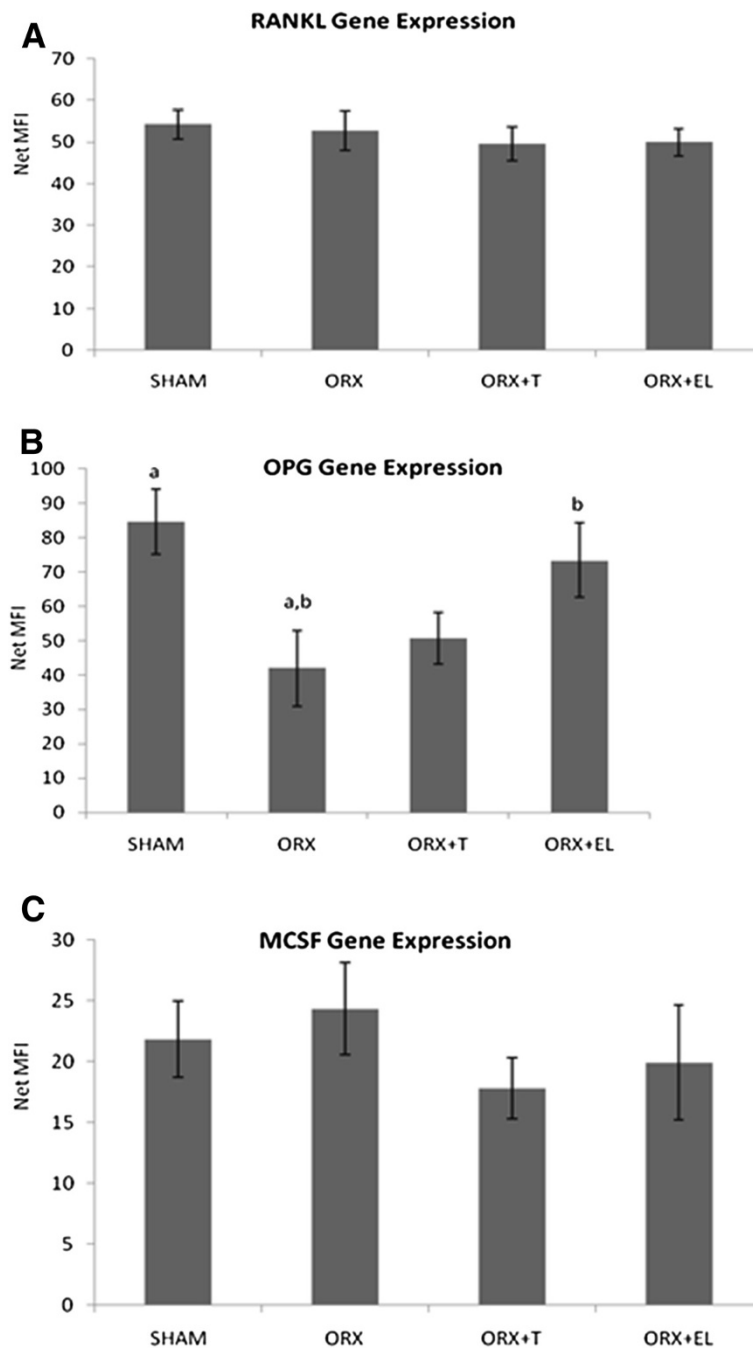 A
RANKL Gene Expression
Net MFI
70
60
50
40
30
20
10
0
SHAM ORX ORX+T ORX+EL
B
OPG Gene Expression
Net MFI
100
90
80
70
60
50
40
30
20
10
0
a
a,b
b
SHAM ORX ORX+T ORX+EL
C
MCSF Gene Expression
Net MFI
30
25
20
15
10
5
0
SHAM ORX ORX+T ORX+EL